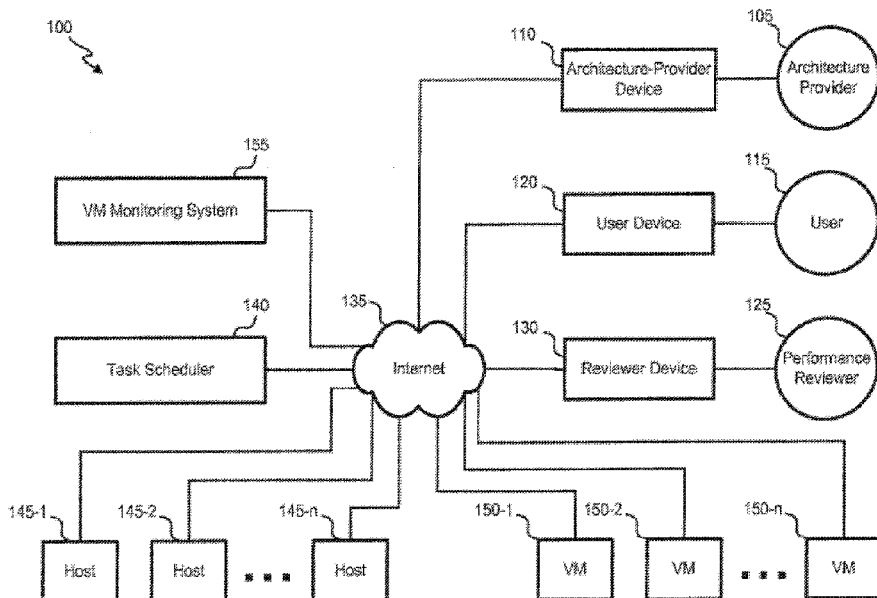 100
110
105
Architecture-Provider
Device
Architecture
Provider
155
VM Monitoring System
120
115
User Device
User
140
135
130
125
Task Scheduler
Internet
Reviewer Device
Performance
Reviewer
145-1
145-2
145-n
150-1
150-2
150-n
Host
Host
Host
VM
VM
VM